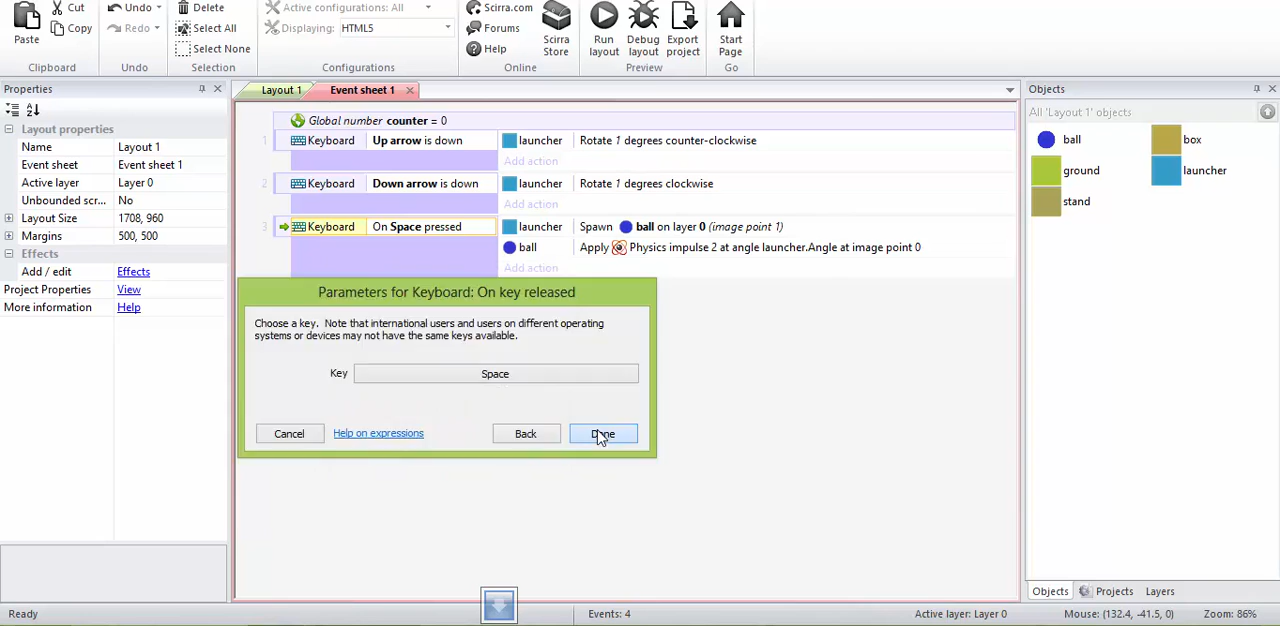 Cut
Copy
Paste
Clipboard
Undo
Redo
Undo
Delete
Select All
Select None
Selection
Active configurations: All
Displaying: HTML5
Configurations
Scirra.com
Forums
Help
Online
Scirra Store
Run layout
Debug layout
Export project
Preview
Start Page
Go
Properties
Layout properties
Name Layout 1
Event sheet Event sheet 1
Active layer Layer 0
Unbounded scr... No
Layout Size 1708, 960
Margins 500, 500
Effects
Add / edit Effects
Project Properties View
More information Help
Layout 1 Event sheet 1
Global number counter = 0
1 Keyboard Up arrow is down launcher Rotate 1 degrees counter-clockwise
Add action
2 Keyboard Down arrow is down launcher Rotate 1 degrees clockwise
Add action
3 Keyboard On Space pressed launcher Spawn ball on layer 0 (image point 1)
ball Apply Physics impulse 2 at angle launcher.Angle at image point 0
Add action
Parameters for Keyboard: On key released
Choose a key. Note that international users and users on different operating
systems or devices may not have the same keys available.
Key Space
Cancel Help on expressions Back Done
Objects
All 'Layout 1' objects
ball box
ground launcher
stand
Objects Projects Layers
Ready Events: 4 Active layer: Layer 0 Mouse: (132.4, -41.5, 0) Zoom: 86%